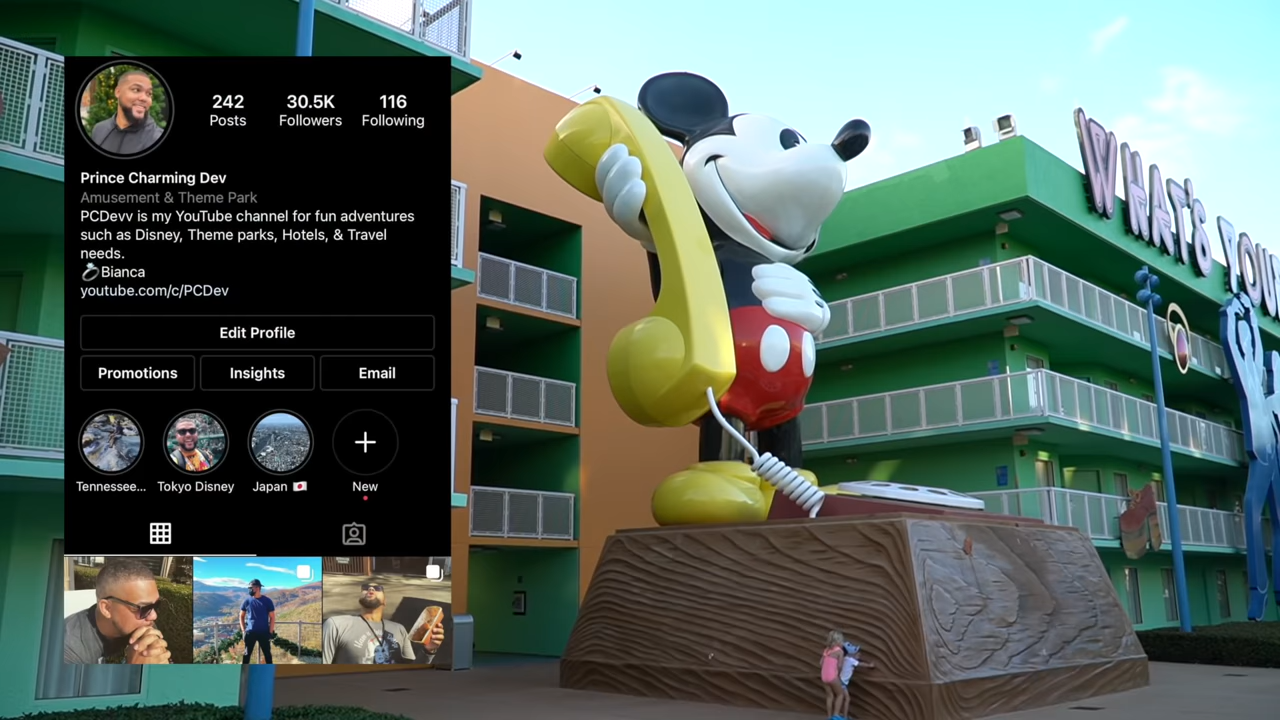 242
Posts
30.5K
Followers
116
Following
Prince Charming Dev
Amusement & Theme Park
PCDevv is my YouTube channel for fun adventures
such as Disney, Theme parks, Hotels, & Travel
needs.
💍Bianca
youtube.com/c/PCDev
Edit Profile
Promotions
Insights
Email
Tennessee...
Tokyo Disney
Japan 🇯🇵
New
WHAT'S YOU